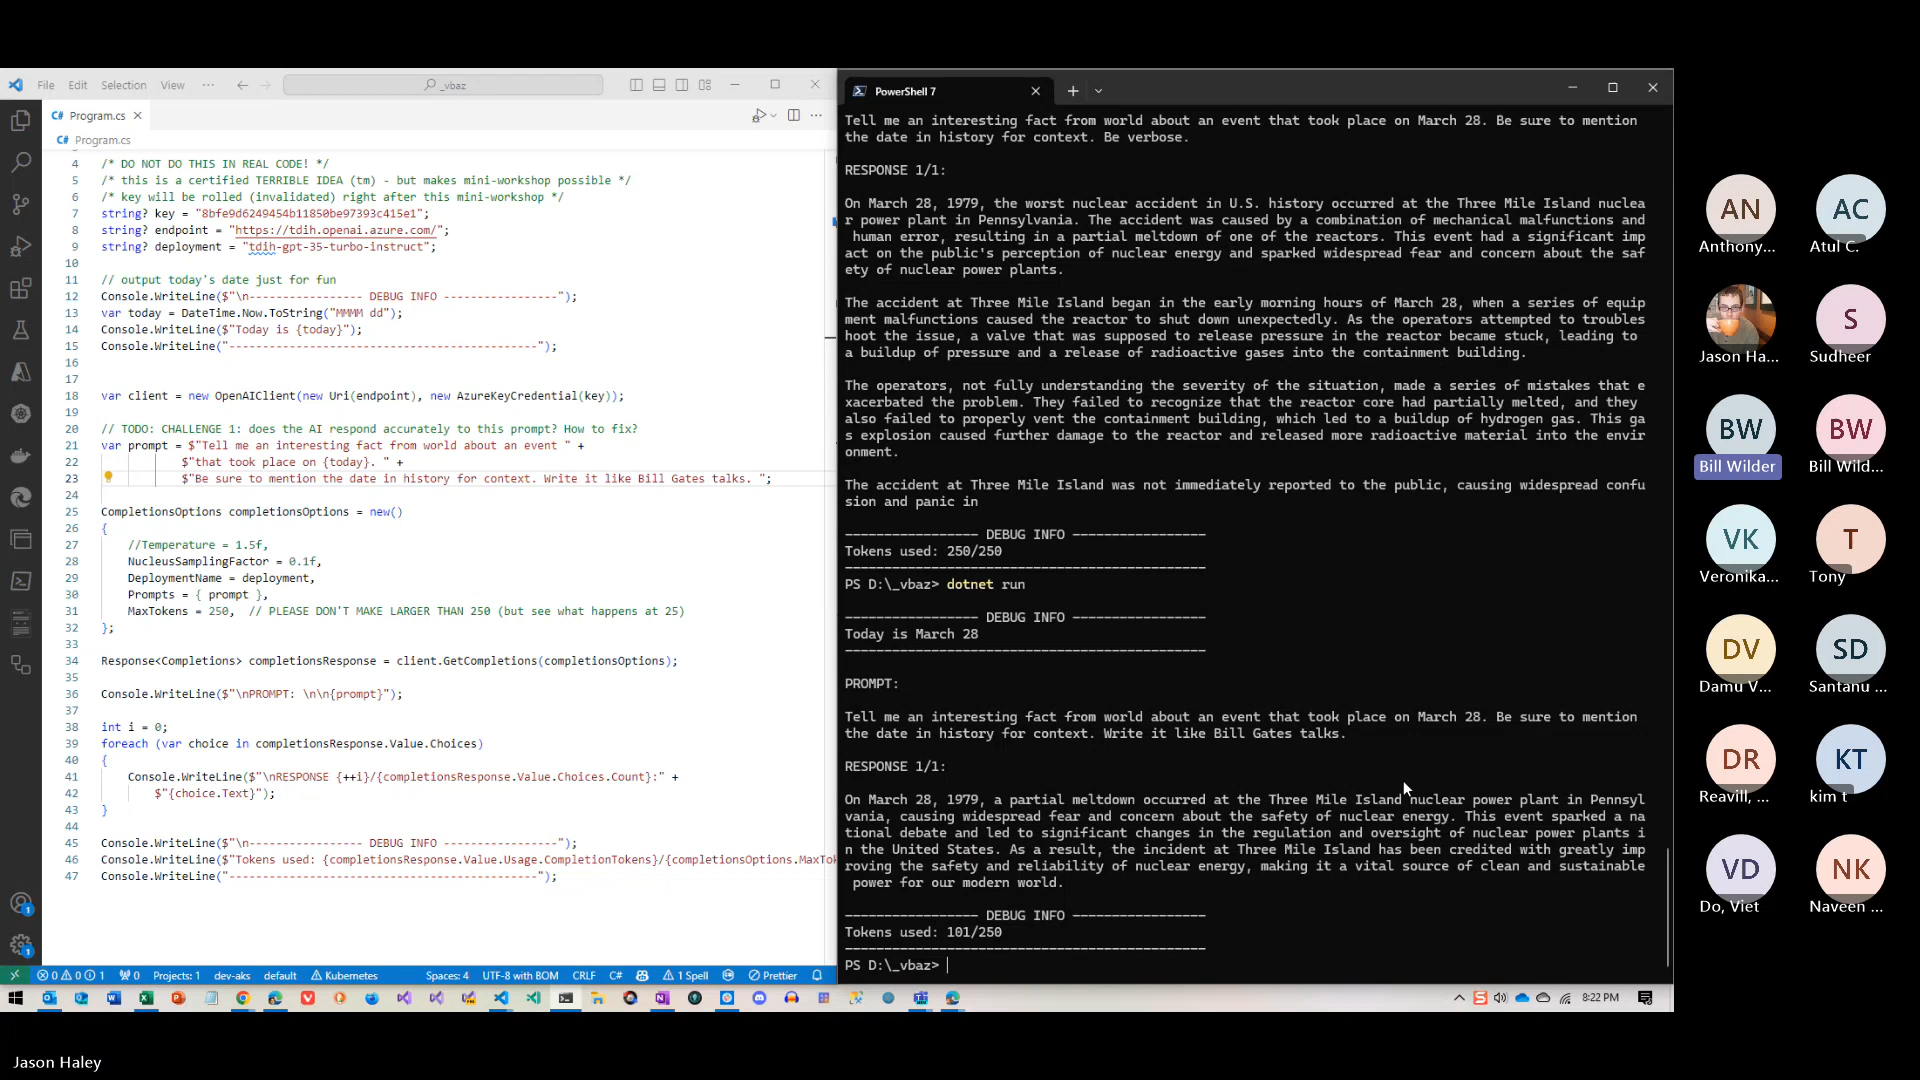 File Edit Selection View ··· _vbaz
Program.cs
Program.cs
4 /* DO NOT DO THIS IN REAL CODE! */
5 /* this is a certified TERRIBLE IDEA (tm) - but makes mini-workshop possible */
6 /* key will be rolled (invalidated) right after this mini-workshop */
7 string? key = "8bfe9d6249454b11850be97393c415e1";
8 string? endpoint = "https://tdih.openai.azure.com/";
9 string? deployment = "tdih-gpt-35-turbo-instruct";
10
11 // output today's date just for fun
12 Console.WriteLine($"\n----------------- DEBUG INFO -----------------");
13 var today = DateTime.Now.ToString("MMMM dd");
14 Console.WriteLine($"Today is {today}");
15 Console.WriteLine("----------------------------------------------");
16
17
18 var client = new OpenAIClient(new Uri(endpoint), new AzureKeyCredential(key));
19
20 // TODO: CHALLENGE 1: does the AI respond accurately to this prompt? How to fix?
21 var prompt = $"Tell me an interesting fact from world about an event " +
22 $"that took place on {today}. " +
23 $"Be sure to mention the date in history for context. Write it like Bill Gates talks. ";
24
25 CompletionsOptions completionsOptions = new()
26 {
27 //Temperature = 1.5f,
28 NucleusSamplingFactor = 0.1f,
29 DeploymentName = deployment,
30 Prompts = { prompt },
31 MaxTokens = 250, // PLEASE DON'T MAKE LARGER THAN 250 (but see what happens at 25)
32 };
33
34 Response<Completions> completionsResponse = client.GetCompletions(completionsOptions);
35
36 Console.WriteLine($"\nPROMPT: \n\n{prompt}");
37
38 int i = 0;
39 foreach (var choice in completionsResponse.Value.Choices)
40 {
41 Console.WriteLine($"\nRESPONSE {++i}/{completionsResponse.Value.Choices.Count}:" +
42 $"{choice.Text}");
43 }
44
45 Console.WriteLine($"\n----------------- DEBUG INFO -----------------");
46 Console.WriteLine($"Tokens used: {completionsResponse.Value.Usage.CompletionTokens}/{completionsOptions.MaxTok
47 Console.WriteLine("----------------------------------------------");
0 0 1 0 Projects: 1 dev-aks default Kubernetes Spaces: 4 UTF-8 with BOM CRLF C# 1 Spell Prettier
PowerShell 7
Tell me an interesting fact from world about an event that took place on March 28. Be sure to mention
the date in history for context. Be verbose.
RESPONSE 1/1:
On March 28, 1979, the worst nuclear accident in U.S. history occurred at the Three Mile Island nuclea
r power plant in Pennsylvania. The accident was caused by a combination of mechanical malfunctions and
human error, resulting in a partial meltdown of one of the reactors. This event had a significant imp
act on the public's perception of nuclear energy and sparked widespread fear and concern about the saf
ety of nuclear power plants.
The accident at Three Mile Island began in the early morning hours of March 28, when a series of equip
ment malfunctions caused the reactor to shut down unexpectedly. As the operators attempted to troubles
hoot the issue, a valve that was supposed to release pressure in the reactor became stuck, leading to
a buildup of pressure and a release of radioactive gases into the containment building.
The operators, not fully understanding the severity of the situation, made a series of mistakes that e
xacerbated the problem. They failed to recognize that the reactor core had partially melted, and they
also failed to properly vent the containment building, which led to a buildup of hydrogen gas. This ga
s explosion caused further damage to the reactor and released more radioactive material into the envir
onment.
The accident at Three Mile Island was not immediately reported to the public, causing widespread confu
sion and panic in
----------------- DEBUG INFO -----------------
Tokens used: 250/250
----------------------------------------------
PS D:\_vbaz> dotnet run
----------------- DEBUG INFO -----------------
Today is March 28
----------------------------------------------
PROMPT:
Tell me an interesting fact from world about an event that took place on March 28. Be sure to mention
the date in history for context. Write it like Bill Gates talks.
RESPONSE 1/1:
On March 28, 1979, a partial meltdown occurred at the Three Mile Island nuclear power plant in Pennsyl
vania, causing widespread fear and concern about the safety of nuclear energy. This event sparked a na
tional debate and led to significant changes in the regulation and oversight of nuclear power plants i
n the United States. As a result, the incident at Three Mile Island has been credited with greatly imp
roving the safety and reliability of nuclear energy, making it a vital source of clean and sustainable
power for our modern world.
----------------- DEBUG INFO -----------------
Tokens used: 101/250
----------------------------------------------
PS D:\_vbaz>
8:22 PM
AN AC
Anthony... Atul C.
S
Jason Ha... Sudheer
BW BW
Bill Wilder Bill Wild...
VK T
Veronika... Tony
DV SD
Damu V... Santanu ...
DR KT
Reavill, ... kim t
VD NK
Do, Viet Naveen ...
Jason Haley